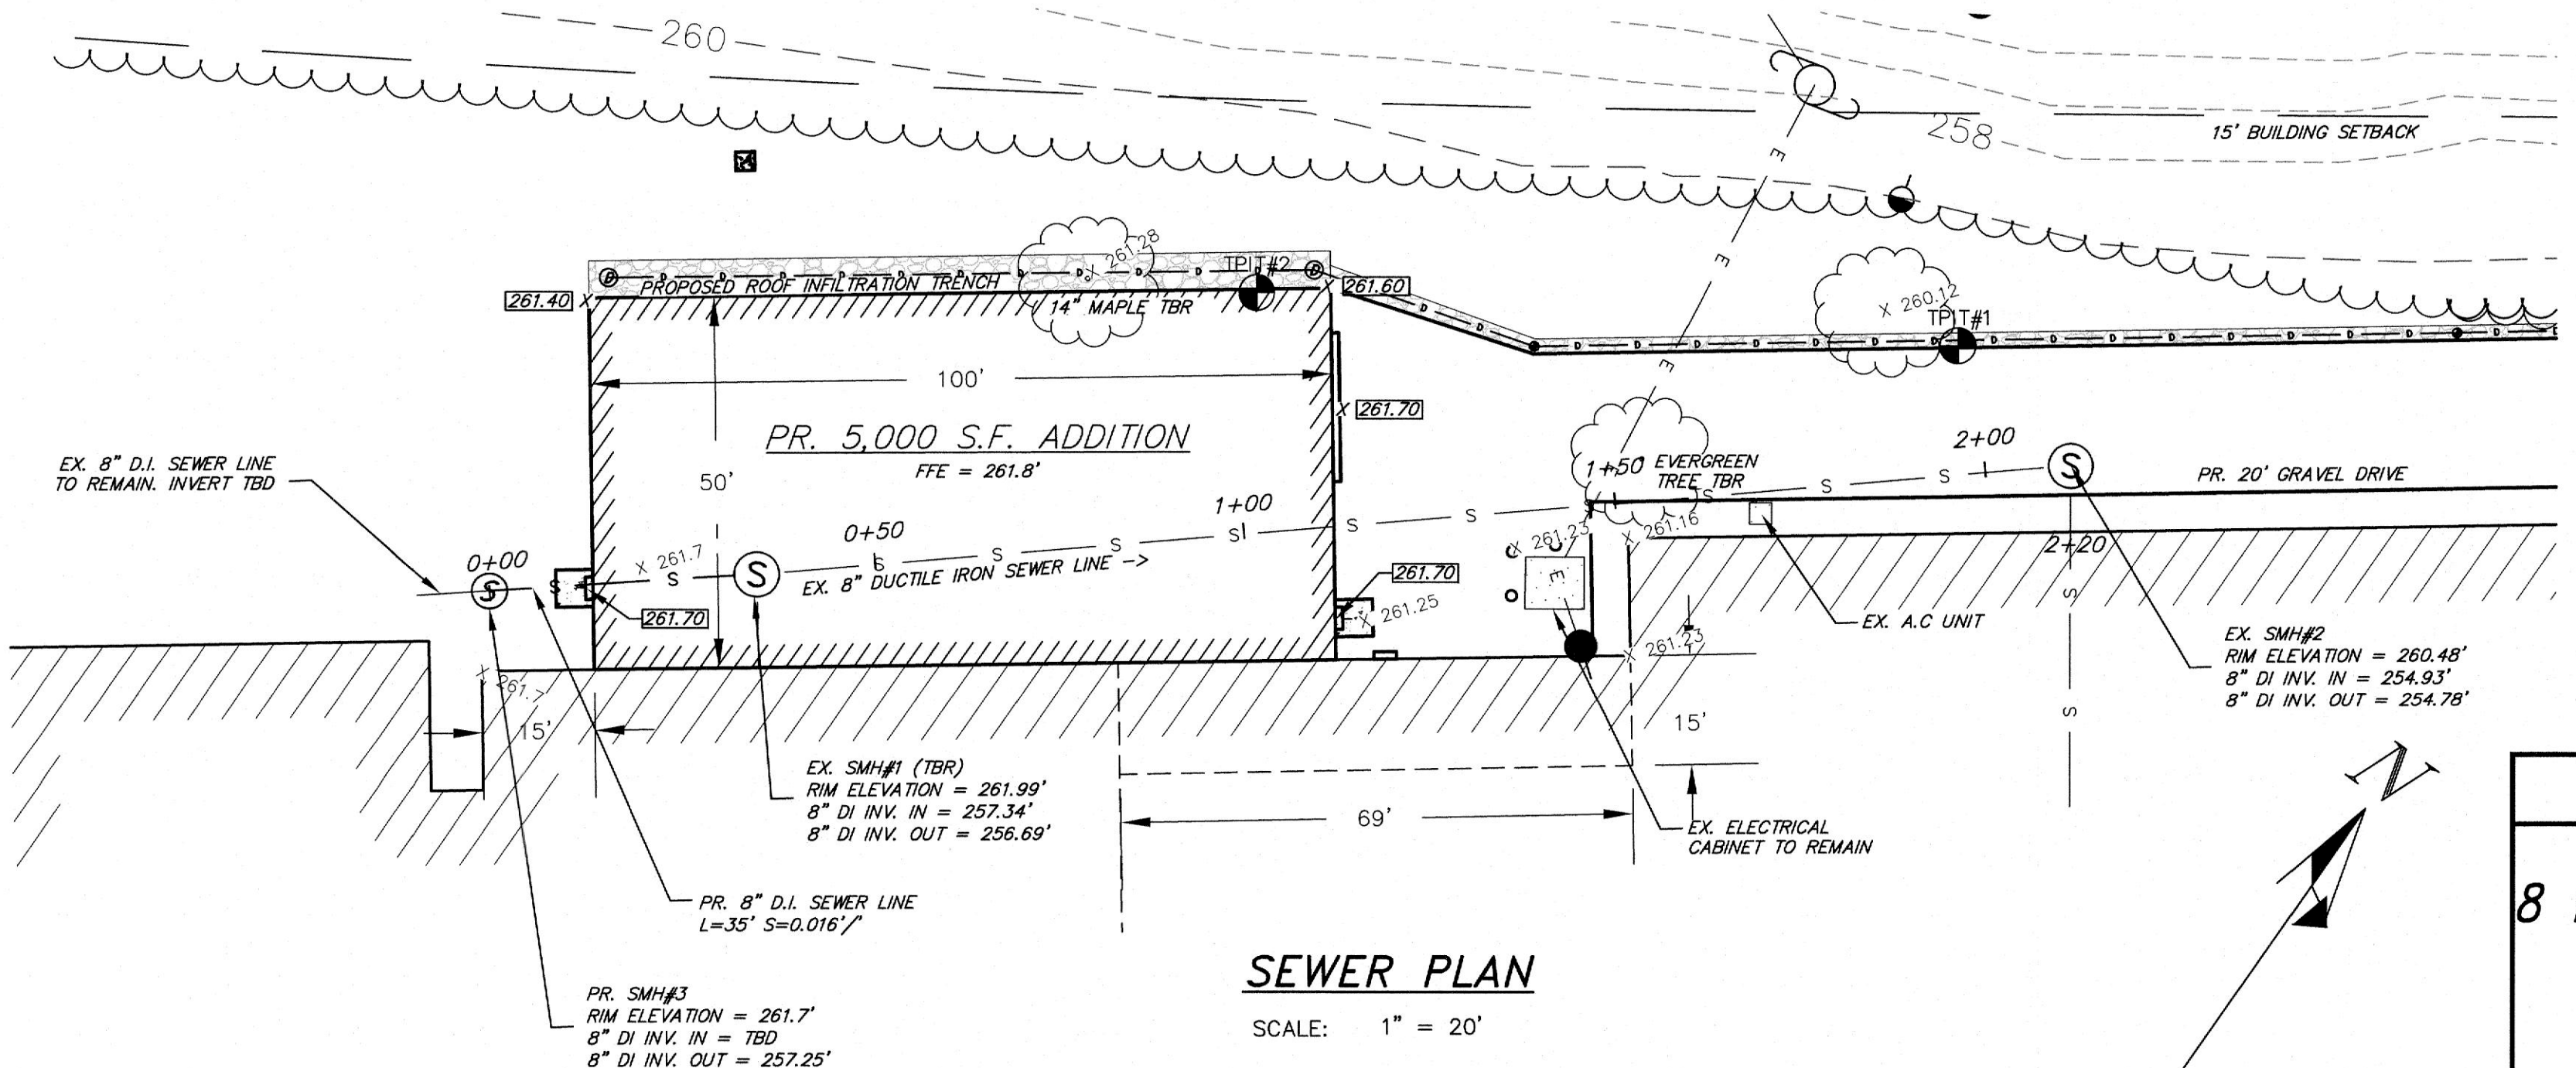 260
258
15' BUILDING SETBACK
X 261.28
TPIT#2
PROPOSED ROOF INFILTRATION TRENCH
261.40 X
X 261.60
14" MAPLE TBR
X 260.12
TPIT#1
100'
X 261.70
PR. 5,000 S.F. ADDITION
FFE = 261.8'
50'
EX. 8" D.I. SEWER LINE
TO REMAIN. INVERT TBD
2+00
1+50
EVERGREEN
TREE TBR
PR. 20' GRAVEL DRIVE
1+00
0+50
0+00
X 261.7
EX. 8" DUCTILE IRON SEWER LINE ->
X 261.23
X 261.16
2+20
261.70
261.70
X 261.25
EX. A.C UNIT
X 261.23
X 261.7
15'
15'
EX. SMH#2
RIM ELEVATION = 260.48'
8" DI INV. IN = 254.93'
8" DI INV. OUT = 254.78'
EX. SMH#1 (TBR)
RIM ELEVATION = 261.99'
8" DI INV. IN = 257.34'
8" DI INV. OUT = 256.69'
69'
EX. ELECTRICAL
CABINET TO REMAIN
N
PR. 8" D.I. SEWER LINE
L=35' S=0.016'/'
8
SEWER PLAN
SCALE: 1" = 20'
PR. SMH#3
RIM ELEVATION = 261.7'
8" DI INV. IN = TBD
8" DI INV. OUT = 257.25'